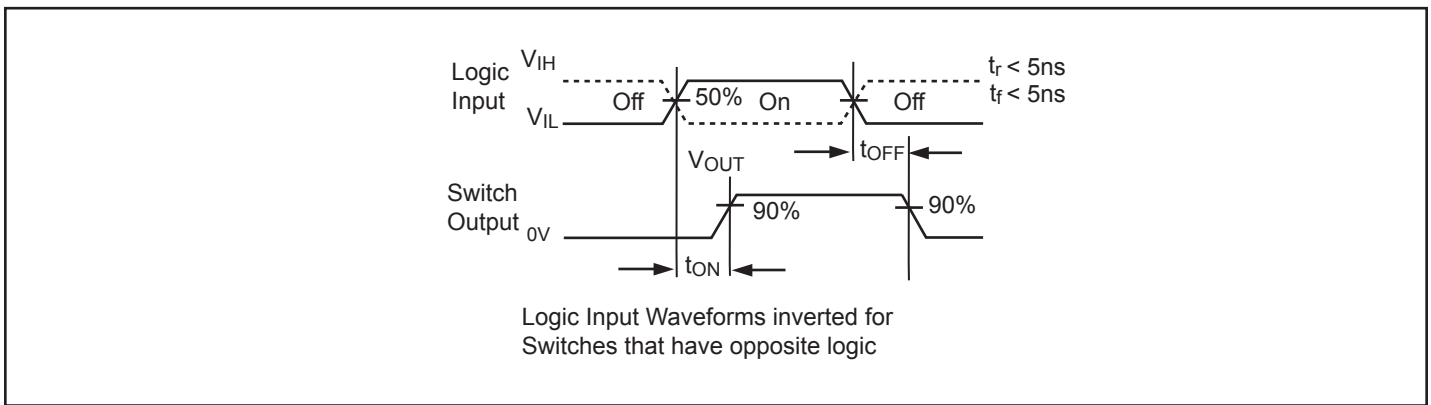 Logic Input
VIH
VIL
Off
50%
On
Off
tr < 5ns
tf < 5ns
tOFF
VOUT
Switch Output
0V
90%
90%
tON
Logic Input Waveforms inverted for
Switches that have opposite logic